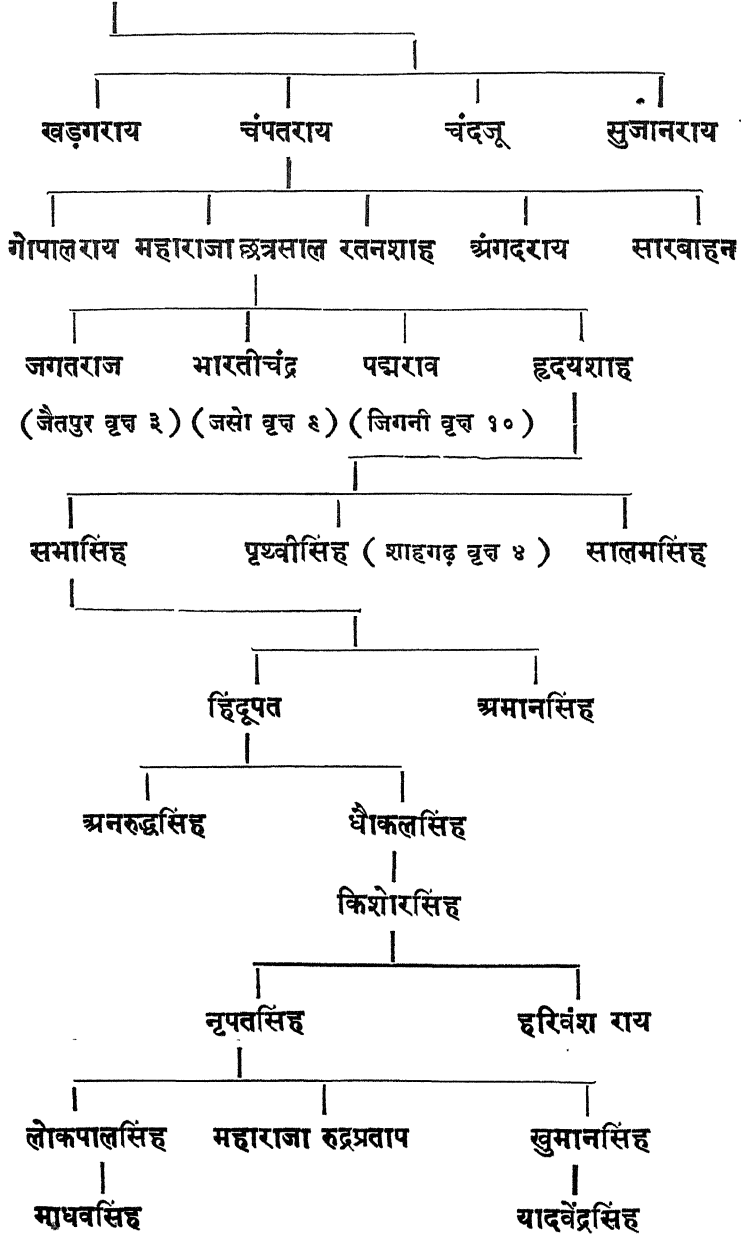 खड़गराय चंपतराय चंदजू सुजानराय
गोपालराय महाराजा छत्रसाल रतनशाह अंगदराय सारबाहन
जगतराज भारतीचंद्र पद्मराव हृदयशाह
(जैतपुर वृत्त ३) (जसो वृत्त ६) (जिगनी वृत्त १०)
सभासिंह पृथ्वीसिंह (शाहगढ़ वृत्त ४) सालमसिंह
हिंदूपत अमानसिंह
अनरुद्धसिंह धौकलसिंह
किशोरसिंह
नृपतसिंह हरिवंश राय
लोकपालसिंह महाराजा रुद्रप्रताप खुमानसिंह
माधवसिंह यादवेंद्रसिंह